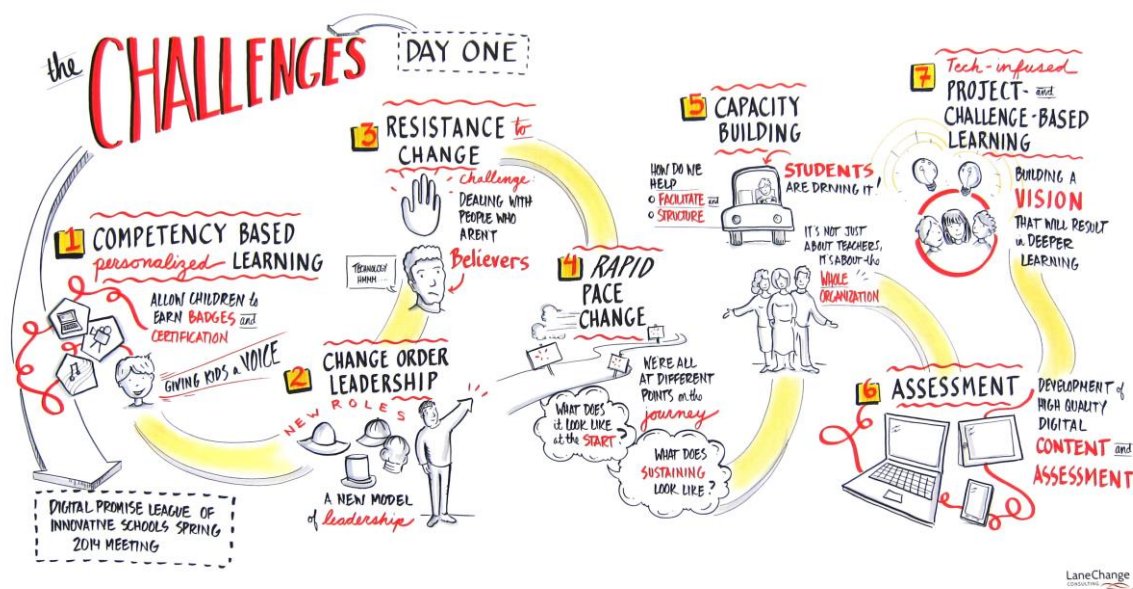 the CHALLENGES
DAY ONE
1 COMPETENCY BASED
personalized LEARNING
ALLOW CHILDREN to
EARN BADGES and
CERTIFICATION
GIVING KIDS a VOICE
DIGITAL PROMISE LEAGUE OF
INNOVATIVE SCHOOLS SPRING
2014 MEETING
2 CHANGE ORDER
LEADERSHIP
NEW ROLES
A NEW MODEL
of leadership
3 RESISTANCE to
CHANGE
challenge:
DEALING WITH
PEOPLE WHO
ARENT
Believers
TECHNOLOGY
HMMM
4 RAPID
PACE
CHANGE
WE'RE ALL
AT DIFFERENT
POINTS on the
journey
WHAT DOES
it LOOK LIKE
at the START?
WHAT DOES
SUSTAINING
LOOK LIKE?
5 CAPACITY
BUILDING
HOW DO WE
HELP
FACILITATE and
STRUCTURE
STUDENTS
ARE DRIVING IT!
IT'S NOT JUST
ABOUT TEACHERS,
IT'S ABOUT the
WHOLE
ORGANIZATION
6 ASSESSMENT
DEVELOPMENT of
HIGH QUALITY
DIGITAL
CONTENT and
ASSESSMENT
7 Tech-infused
PROJECT- and
CHALLENGE-BASED
LEARNING
BUILDING A
VISION
THAT WILL RESULT
in DEEPER
LEARNING
LaneChange
CONSULTING